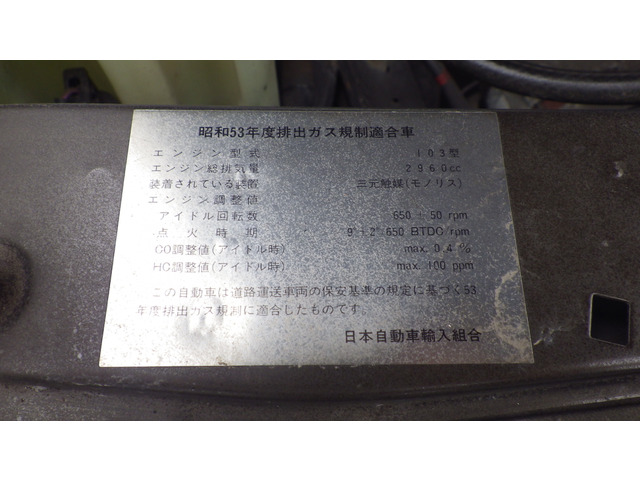 昭和53年度排出ガス規制適合車
エンジン型式 103型
エンジン総排気量 2960cc
装着されている装置 三元触媒(モノリス)
エンジン調整値
アイドル回転数 650 ± 50 rpm
点火時期 9°±2° 650 BTDC rpm
CO調整値(アイドル時) max. 0.4 %
HC調整値(アイドル時) max. 100 ppm
この自動車は道路運送車両の保安基準の規定に基づく53
年度排出ガス規制に適合したものです.
日本自動車輸入組合